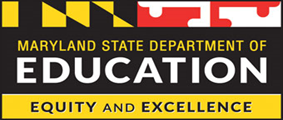 MARYLAND STATE DEPARTMENT OF
EDUCATION
EQUITY AND EXCELLENCE